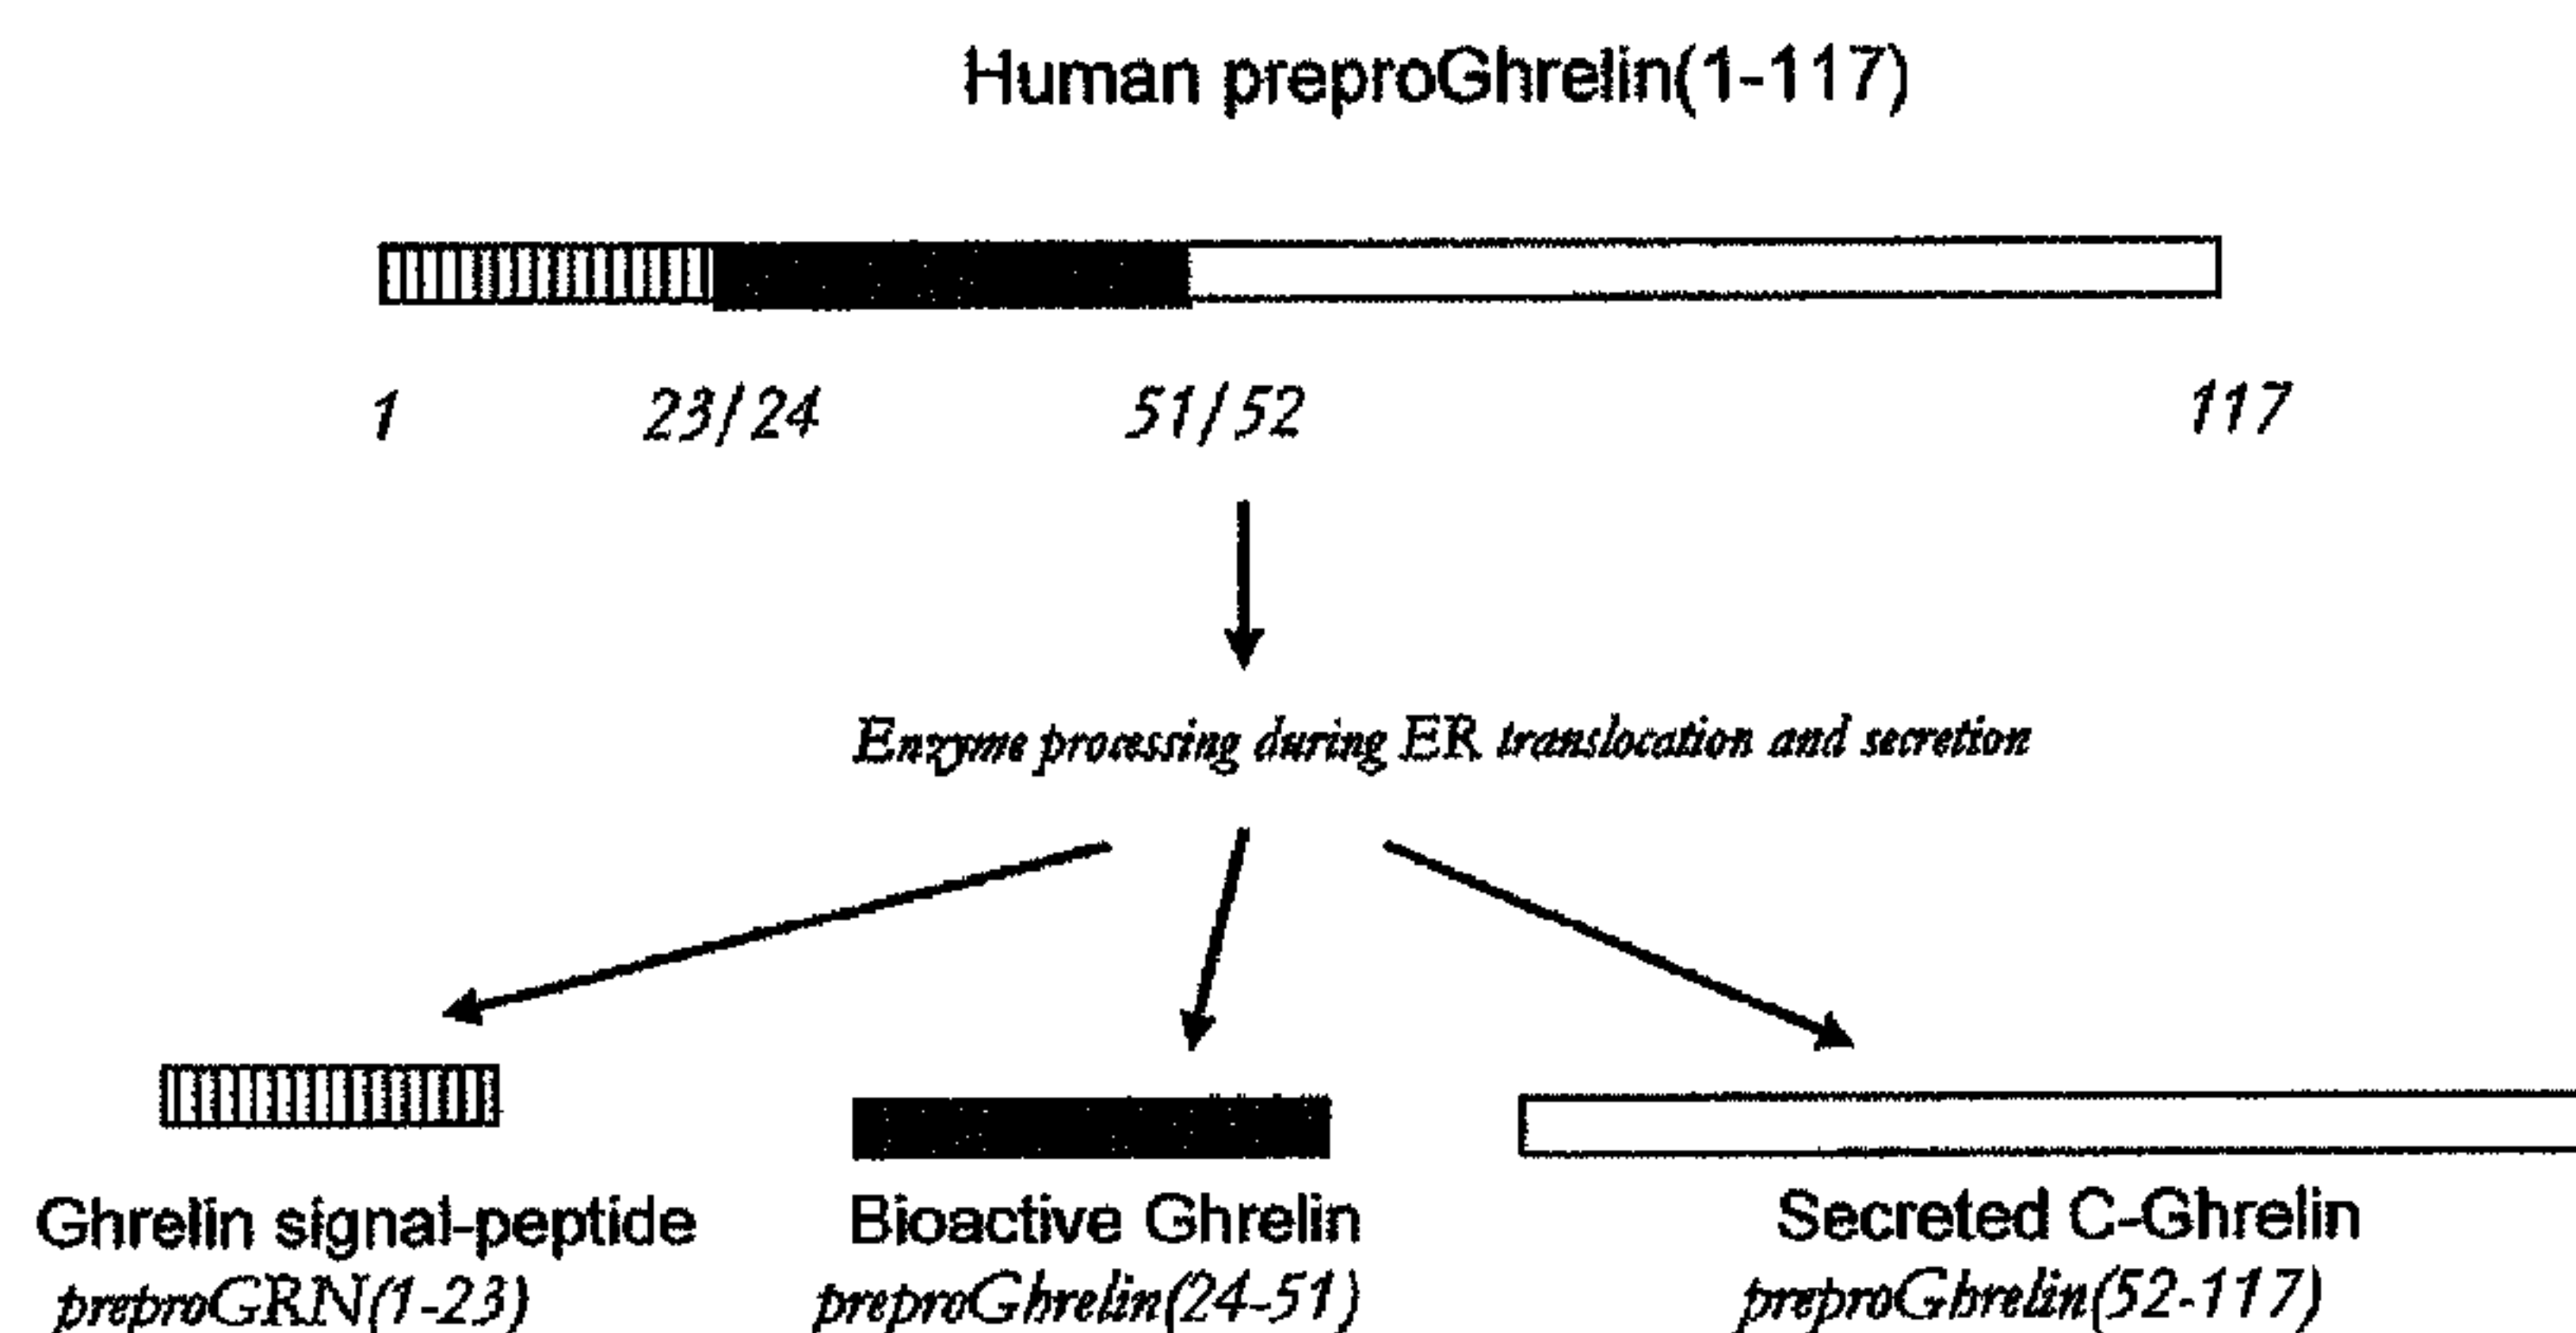 Human preproGhrelin(1-117)
1 23/24 51/52 117
Enzyme processing during ER translocation and secretion
Ghrelin signal-peptide Bioactive Ghrelin Secreted C-Ghrelin
preproGRN(1-23) preproGhrelin(24-51) preproGhrelin(52-117)